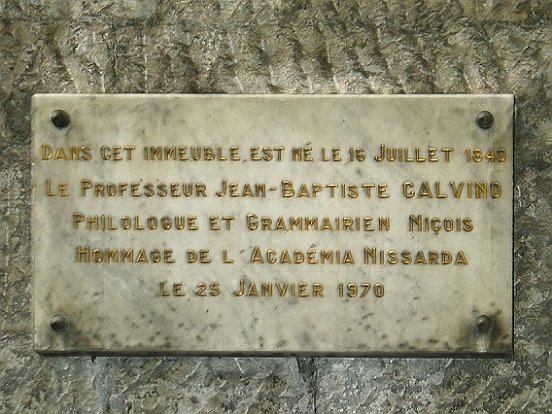 DANS CET IMMEUBLE, EST NÉ LE 16 JUILLET 1840
LE PROFESSEUR JEAN-BAPTISTE CALVINO
PHILOLOGUE ET GRAMMAIRIEN NIÇOIS
HOMMAGE DE L'ACADÉMIA NISSARDA
LE 25 JANVIER 1970